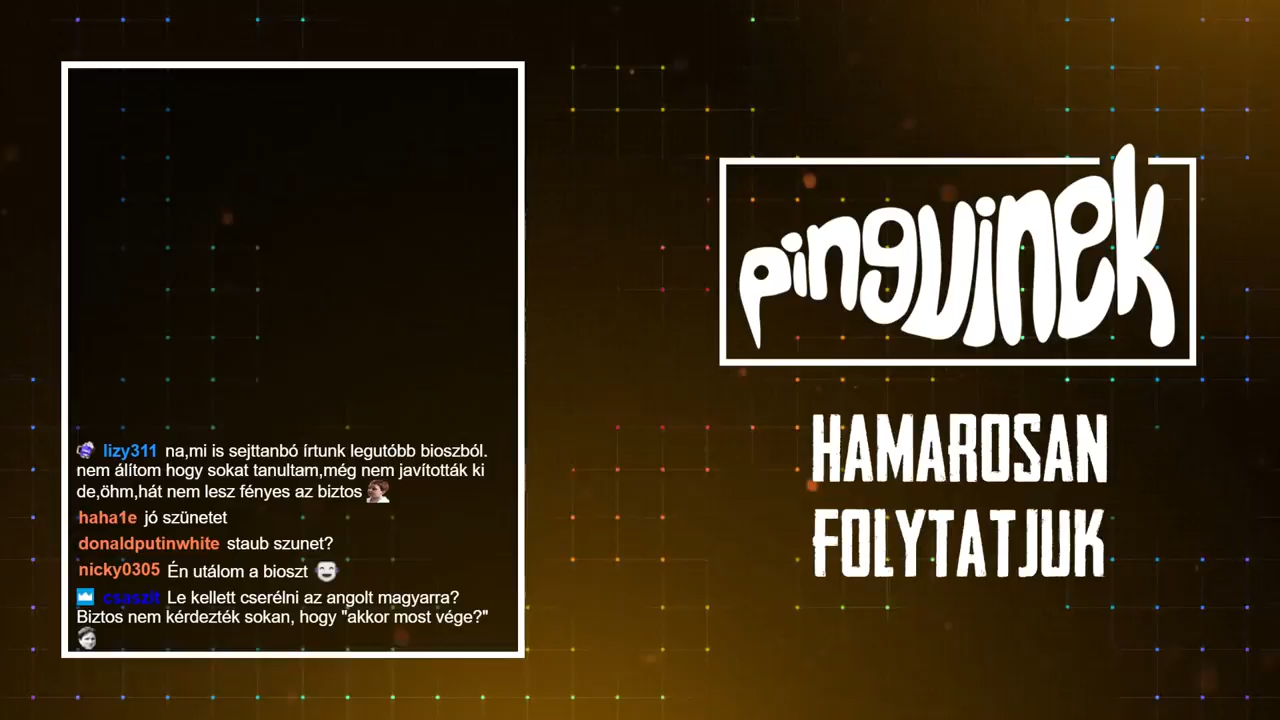 lizy311 na,mi is sejttanbó írtunk legutóbb bioszból.
nem álítom hogy sokat tanultam,még nem javították ki
de,öhm,hát nem lesz fényes az biztos
haha1e jó szünetet
donaldputinwhite staub szunet?
nicky0305 Én utálom a bioszt
csaszit Le kellett cserélni az angolt magyarra?
Biztos nem kérdezték sokan, hogy "akkor most vége?"
pingvinek
HAMAROSAN
FOLYTATJUK